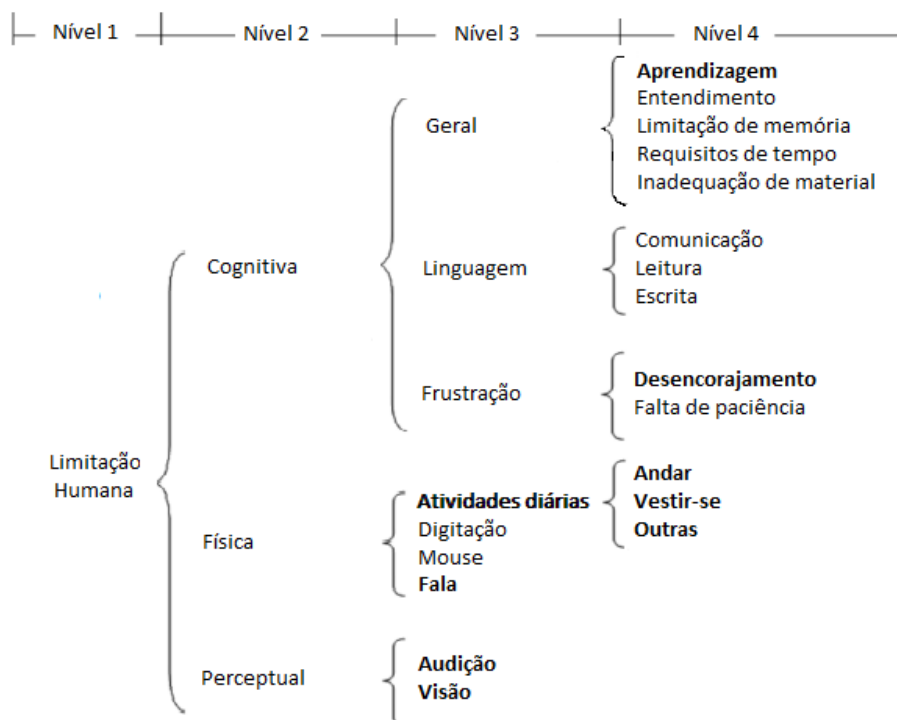 Nível 1 Nível 2 Nível 3 Nível 4
Aprendizagem
Entendimento
Geral
Limitação de memória
Requisitos de tempo
Inadequação de material
Comunicação
Cognitiva
Linguagem
Leitura
Escrita
Frustração
Desencorajamento
Falta de paciência
Limitação
Humana
Andar
Atividades diárias
Vestir-se
Outras
Física
Digitação
Mouse
Fala
Perceptual
Audição
Visão